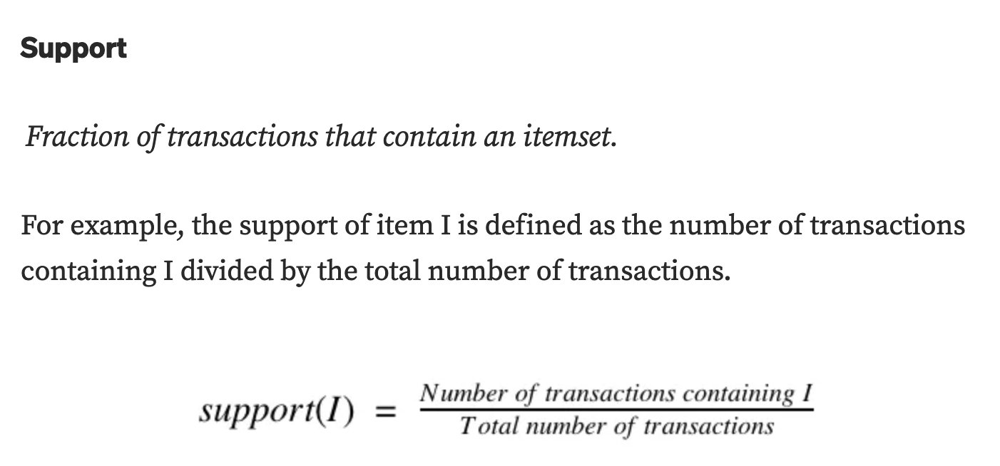 Support
Fraction of transactions that contain an itemset.
For example, the support of item I is defined as the number of transactions
containing I divided by the total number of transactions.
support(I) = Number of transactions containing I / Total number of transactions